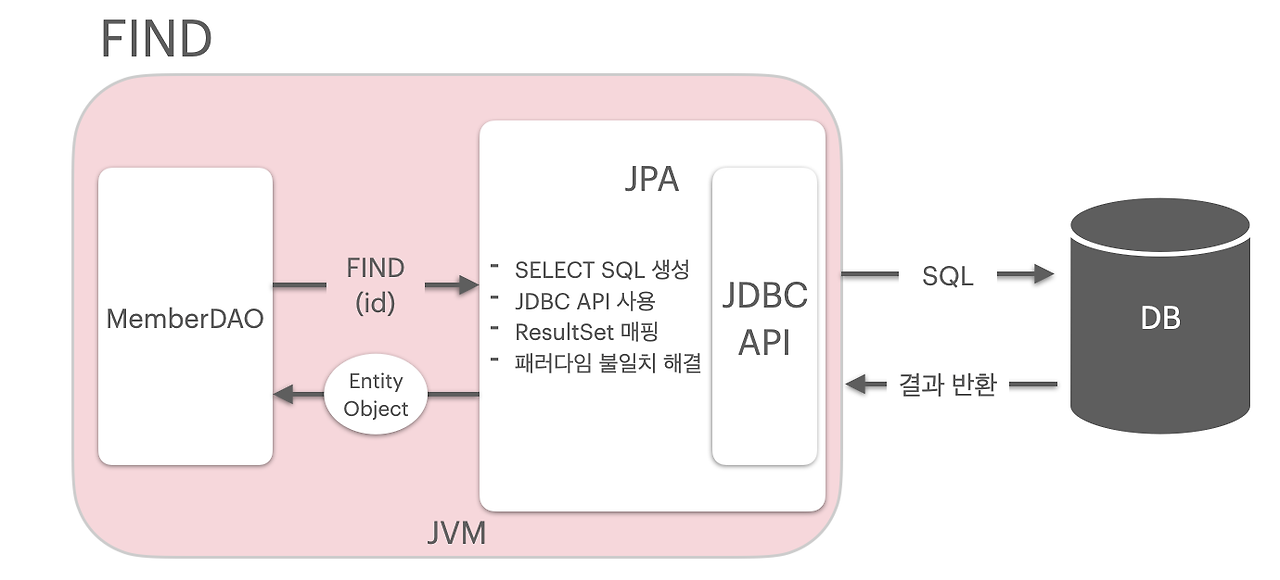 FIND
JPA
MemberDAO
FIND
(id)
Entity
Object
- SELECT SQL 생성
- JDBC API 사용
- ResultSet 매핑
- 패러다임 불일치 해결
JDBC
API
SQL
결과 반환
DB
JVM